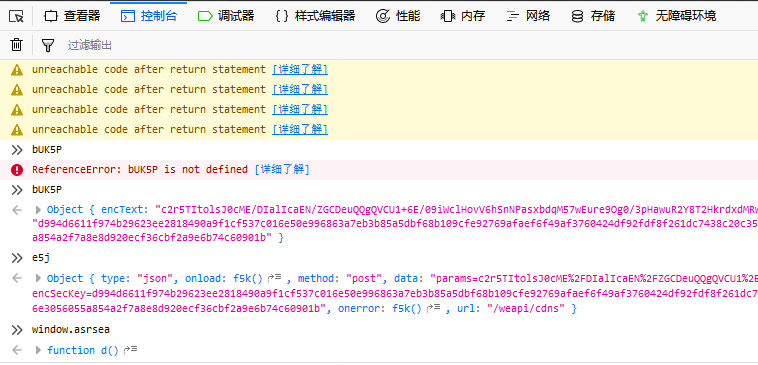 查看器 控制台 调试器 样式编辑器 性能 内存 网络 存储 无障碍环境
过滤输出
unreachable code after return statement [详细了解]
unreachable code after return statement [详细了解]
unreachable code after return statement [详细了解]
unreachable code after return statement [详细了解]
bUK5P
ReferenceError: bUK5P is not defined [详细了解]
bUK5P
Object { encText: "c2r5TItolsJ0cME/DIalIcaEN/ZGCDeuQQgQVCU1+6E/09iWclHovV6hSnNPasxbdqM57wEure9Og0/3pHawuR2Y8T2HkrdxdMRw
"d994d6611f974b29623ee2818490a9f1cf537c016e50e996863a7eb3b85a5dbf68b109cfe92769afaef6f49af3760424df92fdf8f261dc7438c20c35
a854a2f7a8e8d920ecf36cbf2a9e6b74c60901b" }
e5j
Object { type: "json", onload: f5k() , method: "post", data: "params=c2r5TItolsJ0cME%2FDIalIcaEN%2FZGCDeuQQgQVCU1%2B
encSecKey=d994d6611f974b29623ee2818490a9f1cf537c016e50e996863a7eb3b85a5dbf68b109cfe92769afaef6f49af3760424df92fdf8f261dc7
6e3056055a854a2f7a8e8d920ecf36cbf2a9e6b74c60901b", onerror: f5k() , url: "/weapi/cdns" }
window.asrsea
function d()